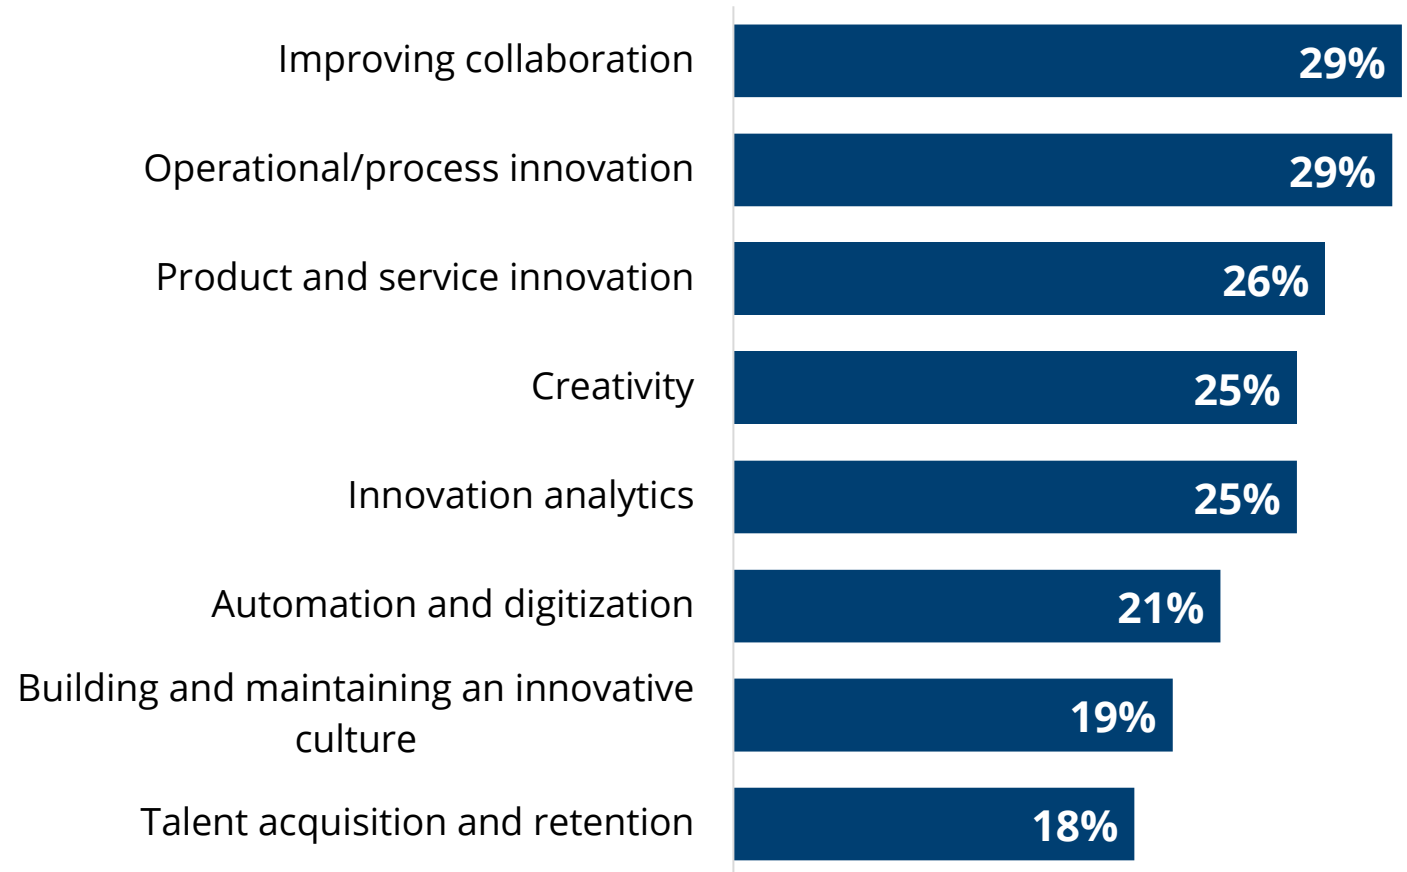 Improving collaboration 29%
Operational/process innovation 29%
Product and service innovation 26%
Creativity 25%
Innovation analytics 25%
Automation and digitization 21%
Building and maintaining an innovative
culture 19%
Talent acquisition and retention 18%